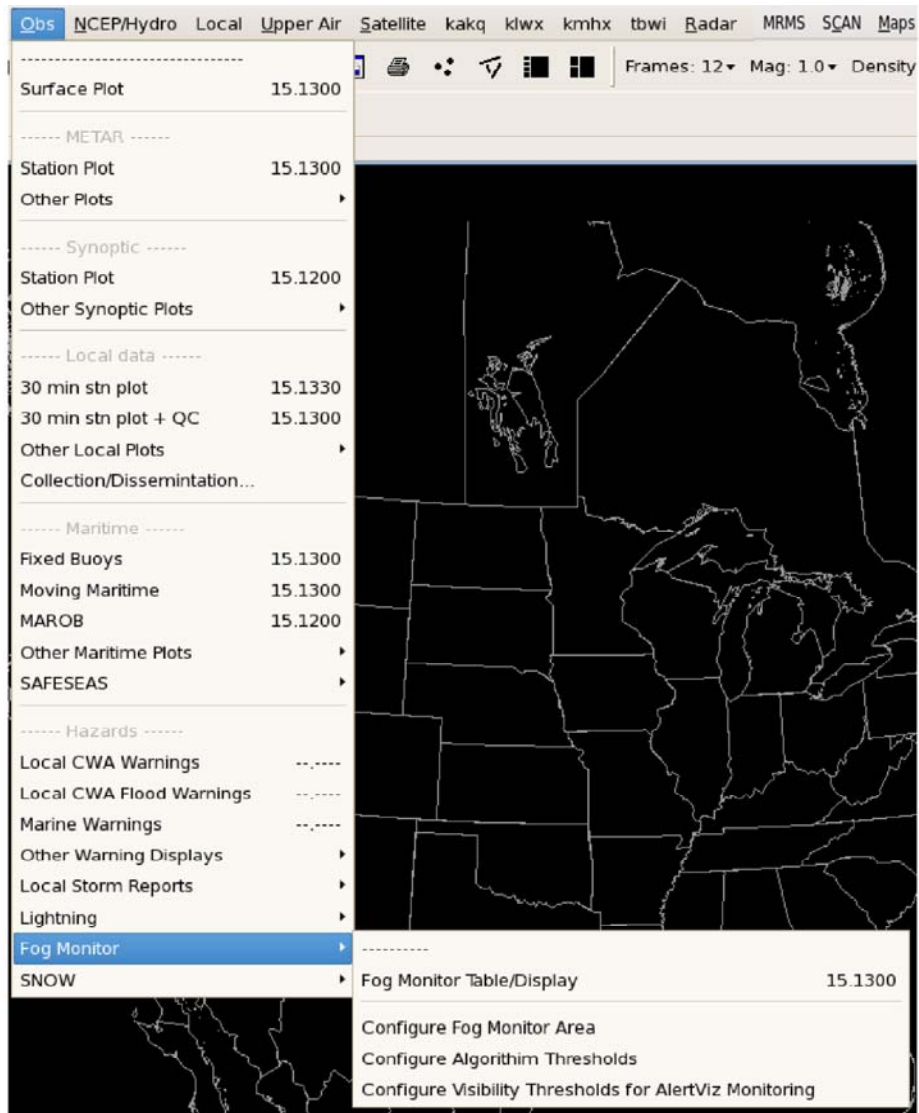 Obs NCEP/Hydro Local Upper Air Satellite kakq klwx kmhx tbwi Radar MRMS SCAN Maps
Frames: 12 Mag: 1.0 Density
---------------------------------
Surface Plot 15.1300
------ METAR ------
Station Plot 15.1300
Other Plots
------ Synoptic ------
Station Plot 15.1200
Other Synoptic Plots
------ Local data ------
30 min stn plot 15.1330
30 min stn plot + QC 15.1300
Other Local Plots
Collection/Dissemintation...
------ Maritime ------
Fixed Buoys 15.1300
Moving Maritime 15.1300
MAROB 15.1200
Other Maritime Plots
SAFESEAS
------ Hazards ------
Local CWA Warnings --.----
Local CWA Flood Warnings --.----
Marine Warnings --.----
Other Warning Displays
Local Storm Reports
Lightning
Fog Monitor
SNOW
----------
Fog Monitor Table/Display 15.1300
Configure Fog Monitor Area
Configure Algorithim Thresholds
Configure Visibility Thresholds for AlertViz Monitoring